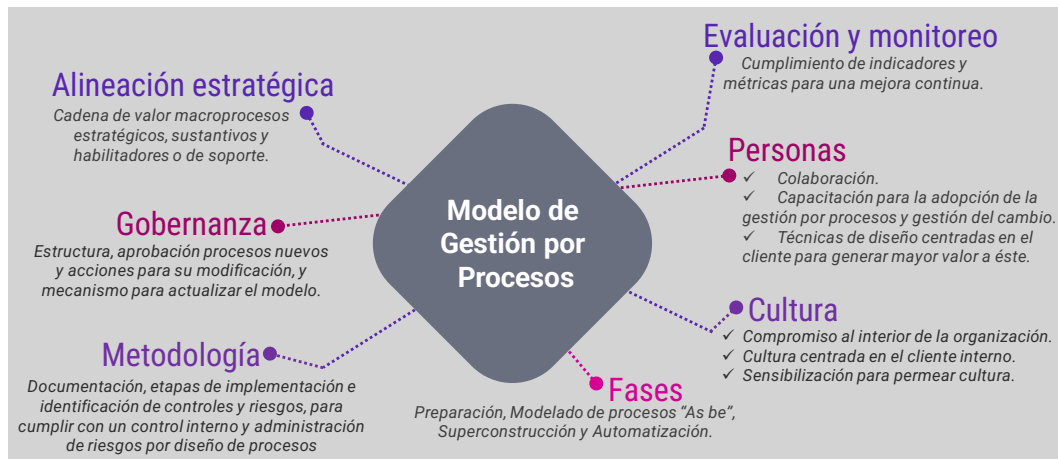 Alineación estratégica
Cadena de valor macroprocesos
estratégicos, sustantivos y
habilitadores o de soporte.
Gobernanza
Estructura, aprobación procesos nuevos
y acciones para su modificación, y
mecanismo para actualizar el modelo.
Metodología
Documentación, etapas de implementación e
identificación de controles y riesgos, para
cumplir con un control interno y administración
de riesgos por diseño de procesos
Modelo de
Gestión por
Procesos
Evaluación y monitoreo
Cumplimiento de indicadores y
métricas para una mejora continua.
Personas
✓ Colaboración.
✓ Capacitación para la adopción de la
gestión por procesos y gestión del cambio.
✓ Técnicas de diseño centradas en el
cliente para generar mayor valor a éste.
Cultura
✓ Compromiso al interior de la organización.
✓ Cultura centrada en el cliente interno.
✓ Sensibilización para permear cultura.
Fases
Preparación, Modelado de procesos “As be”,
Superconstrucción y Automatización.